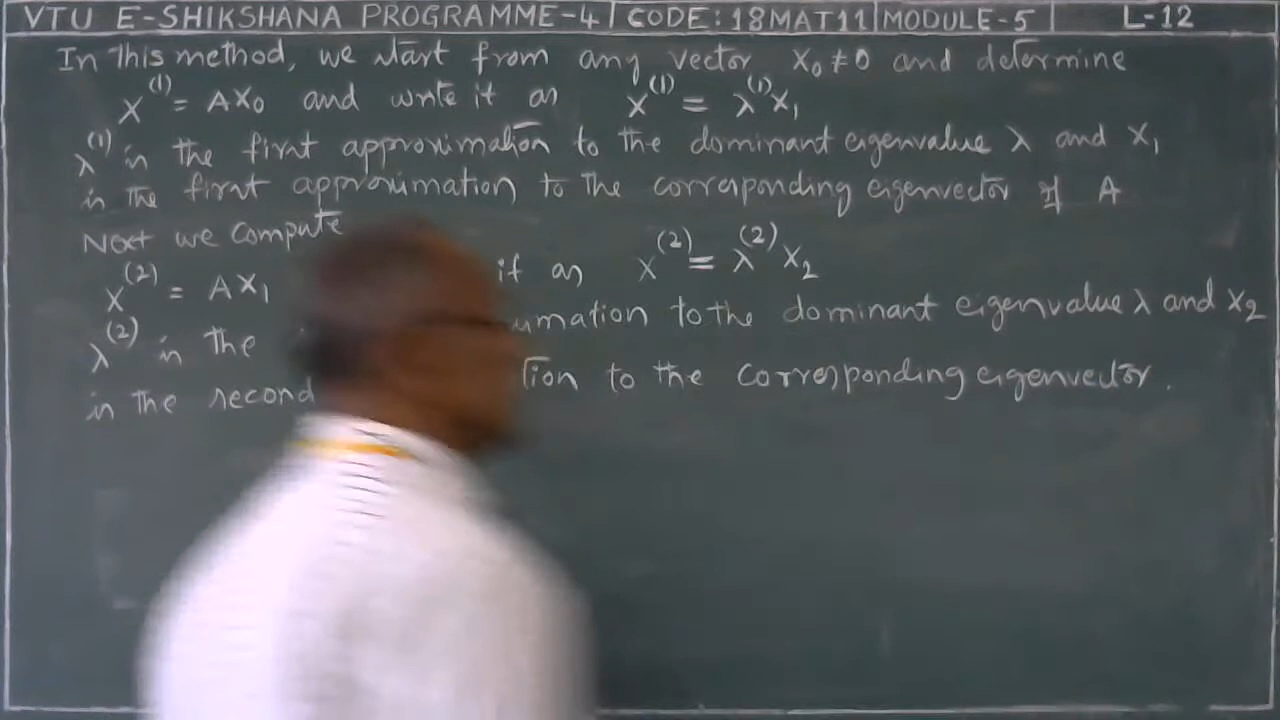 VTU E-SHIKSHANA PROGRAMME-4 | CODE: 18MAT11 | MODULE-5 | L-12
In this method, we start from any vector X₀ ≠ 0 and determine
X⁽¹⁾ = AX₀ and write it as X⁽¹⁾ = λ⁽¹⁾X₁
λ⁽¹⁾ is the first approximation to the dominant eigenvalue λ and X₁
is the first approximation to the corresponding eigenvector of A
Next we compute
X⁽²⁾ = AX₁ it as X⁽²⁾ = λ⁽²⁾X₂
λ⁽²⁾ is the to the dominant eigenvalue λ and X₂
is the second to the corresponding eigenvector.